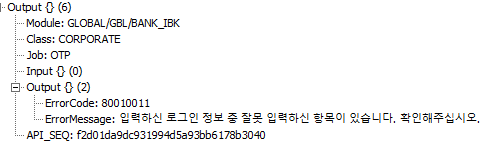 Output {} (6)
Module: GLOBAL/GBL/BANK_IBK
Class: CORPORATE
Job: OTP
Input {} (0)
Output {} (2)
ErrorCode: 80010011
ErrorMessage: 입력하신 로그인 정보 중 잘못 입력하신 항목이 있습니다. 확인해주십시오.
API_SEQ: f2d01da9dc931994d5a93bb6178b3040